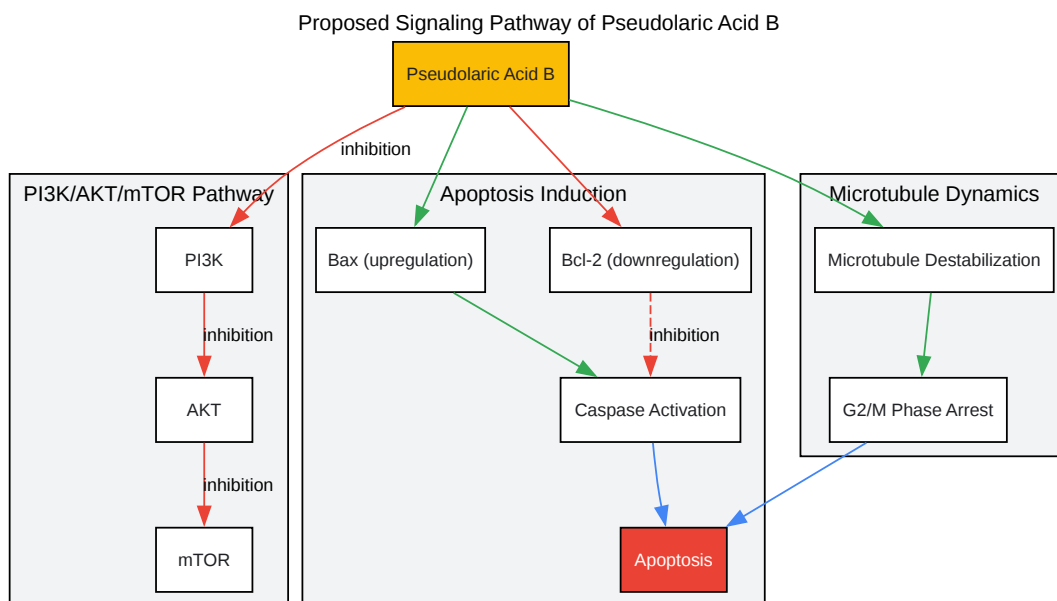 Proposed Signaling Pathway of Pseudolaric Acid B
Pseudolaric Acid B
inhibition
PI3K/AKT/mTOR Pathway
Apoptosis Induction
Microtubule Dynamics
PI3K
Bax (upregulation)
Bcl-2 (downregulation)
Microtubule Destabilization
inhibition
inhibition
AKT
Caspase Activation
G2/M Phase Arrest
inhibition
mTOR
Apoptosis